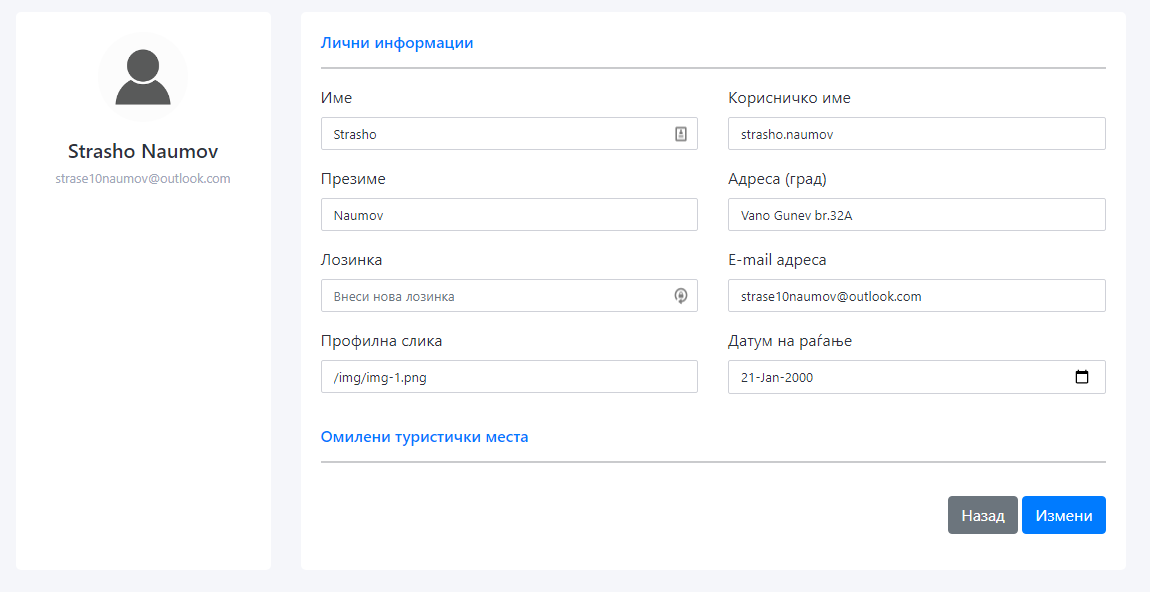 Strasho Naumov
strase10naumov@outlook.com
Лични информации
Име
Strasho
Корисничко име
strasho.naumov
Презиме
Naumov
Адреса (град)
Vano Gunev br.32A
Лозинка
Внеси нова лозинка
E-mail адреса
strase10naumov@outlook.com
Профилна слика
/img/img-1.png
Датум на раѓање
21-Jan-2000
Омилени туристички места
Назад
Измени